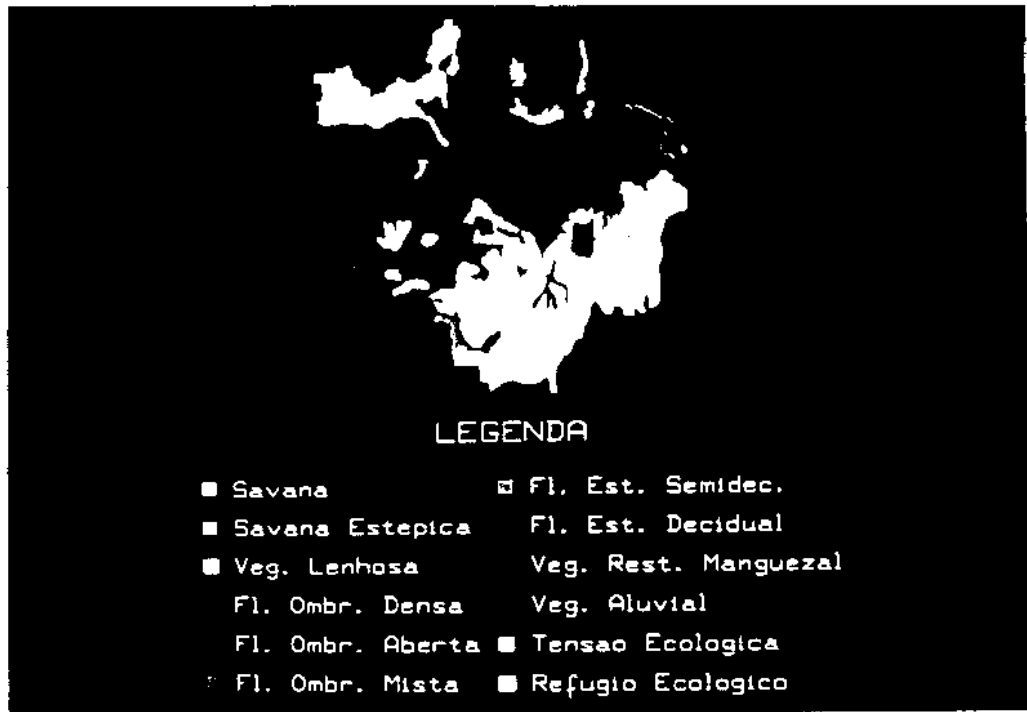 LEGENDA
Savana
Savana Estepica
Veg. Lenhosa
Fl. Ombr. Densa
Fl. Ombr. Aberta
Fl. Ombr. Mista
Fl. Est. Semidec.
Fl. Est. Decidual
Veg. Rest. Manguezal
Veg. Aluvial
Tensao Ecologica
Refugio Ecologico